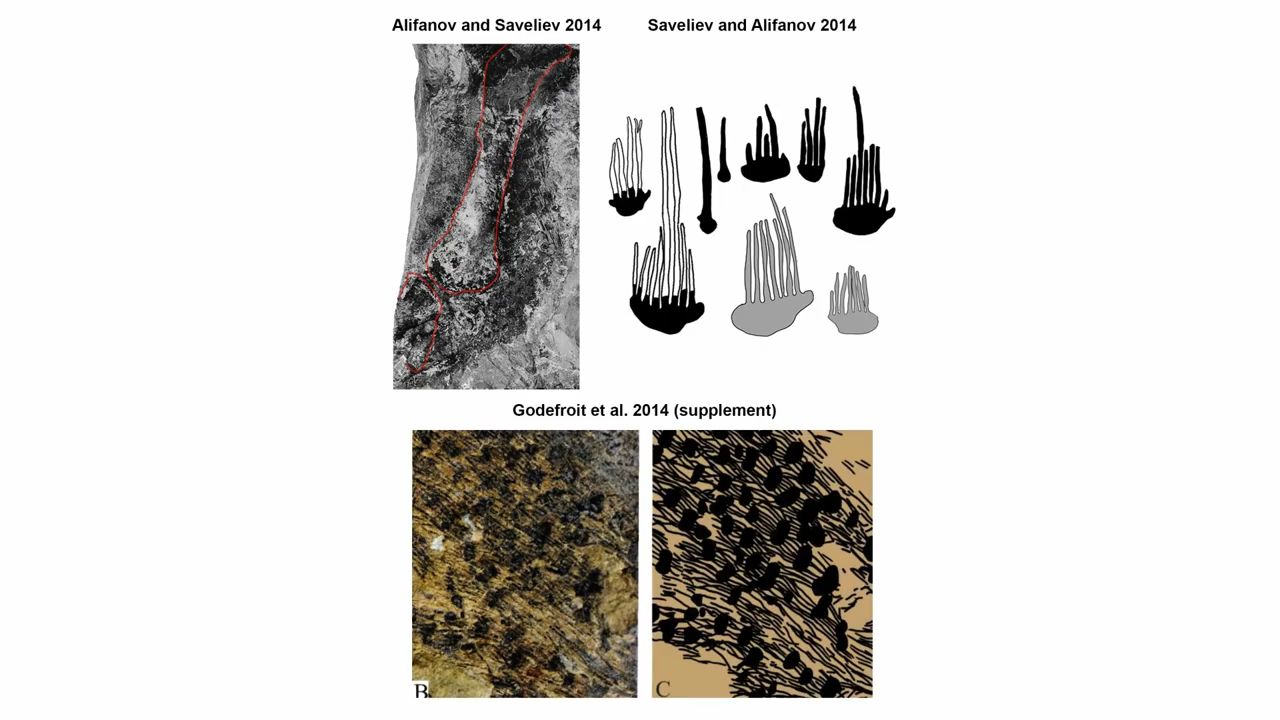 Alifanov and Saveliev 2014
Saveliev and Alifanov 2014
Godefroit et al. 2014 (supplement)
B
C